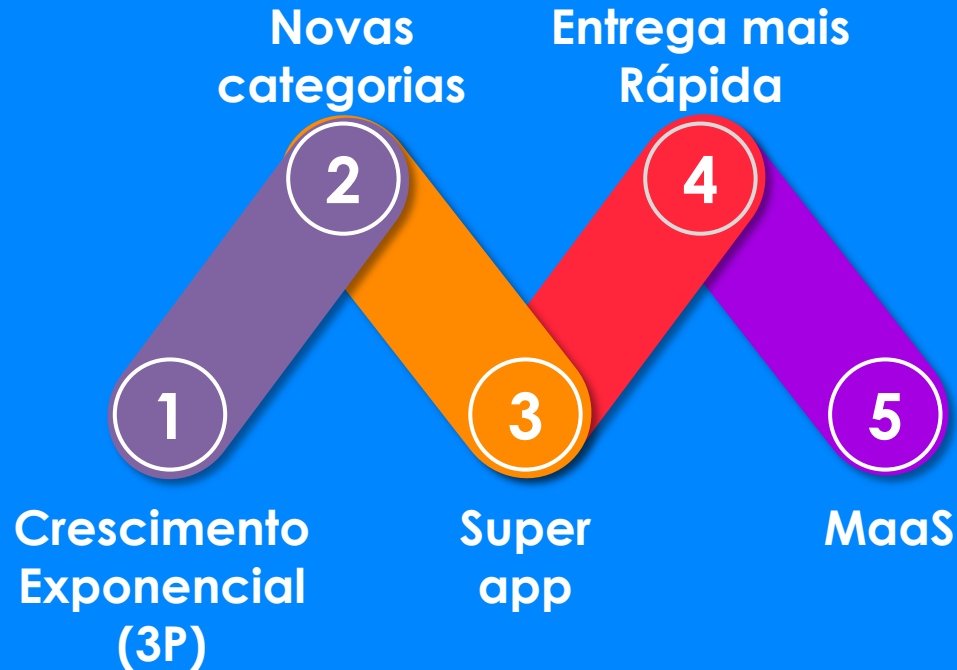 Novas
categorias
Entrega mais
Rápida
2
4
1
3
5
Crescimento
Exponencial
(3P)
Super
app
MaaS